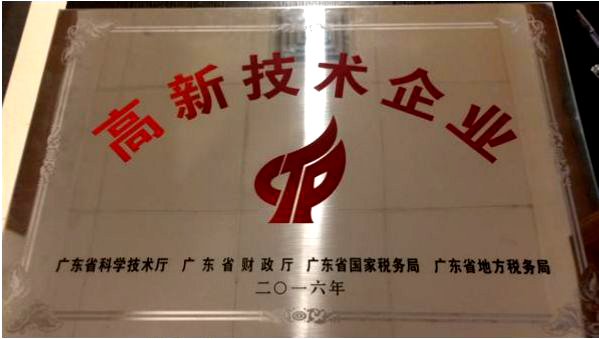 高新技术企业
广东省科学技术厅 广东省财政厅 广东省国家税务局 广东省地方税务局
二〇一六年